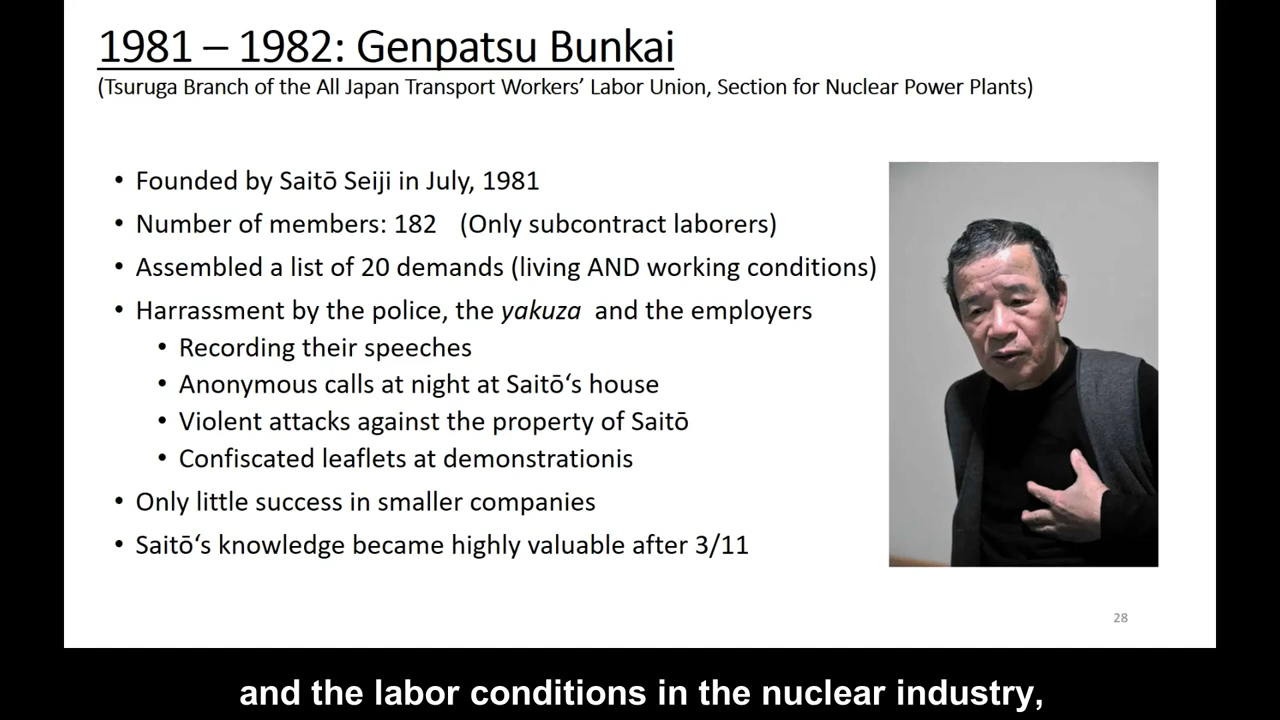 1981 – 1982: Genpatsu Bunkai
(Tsuruga Branch of the All Japan Transport Workers’ Labor Union, Section for Nuclear Power Plants)
• Founded by Saitō Seiji in July, 1981
• Number of members: 182 (Only subcontract laborers)
• Assembled a list of 20 demands (living AND working conditions)
• Harrassment by the police, the yakuza and the employers
• Recording their speeches
• Anonymous calls at night at Saitō‘s house
• Violent attacks against the property of Saitō
• Confiscated leaflets at demonstrationis
• Only little success in smaller companies
• Saitō‘s knowledge became highly valuable after 3/11
28
and the labor conditions in the nuclear industry,